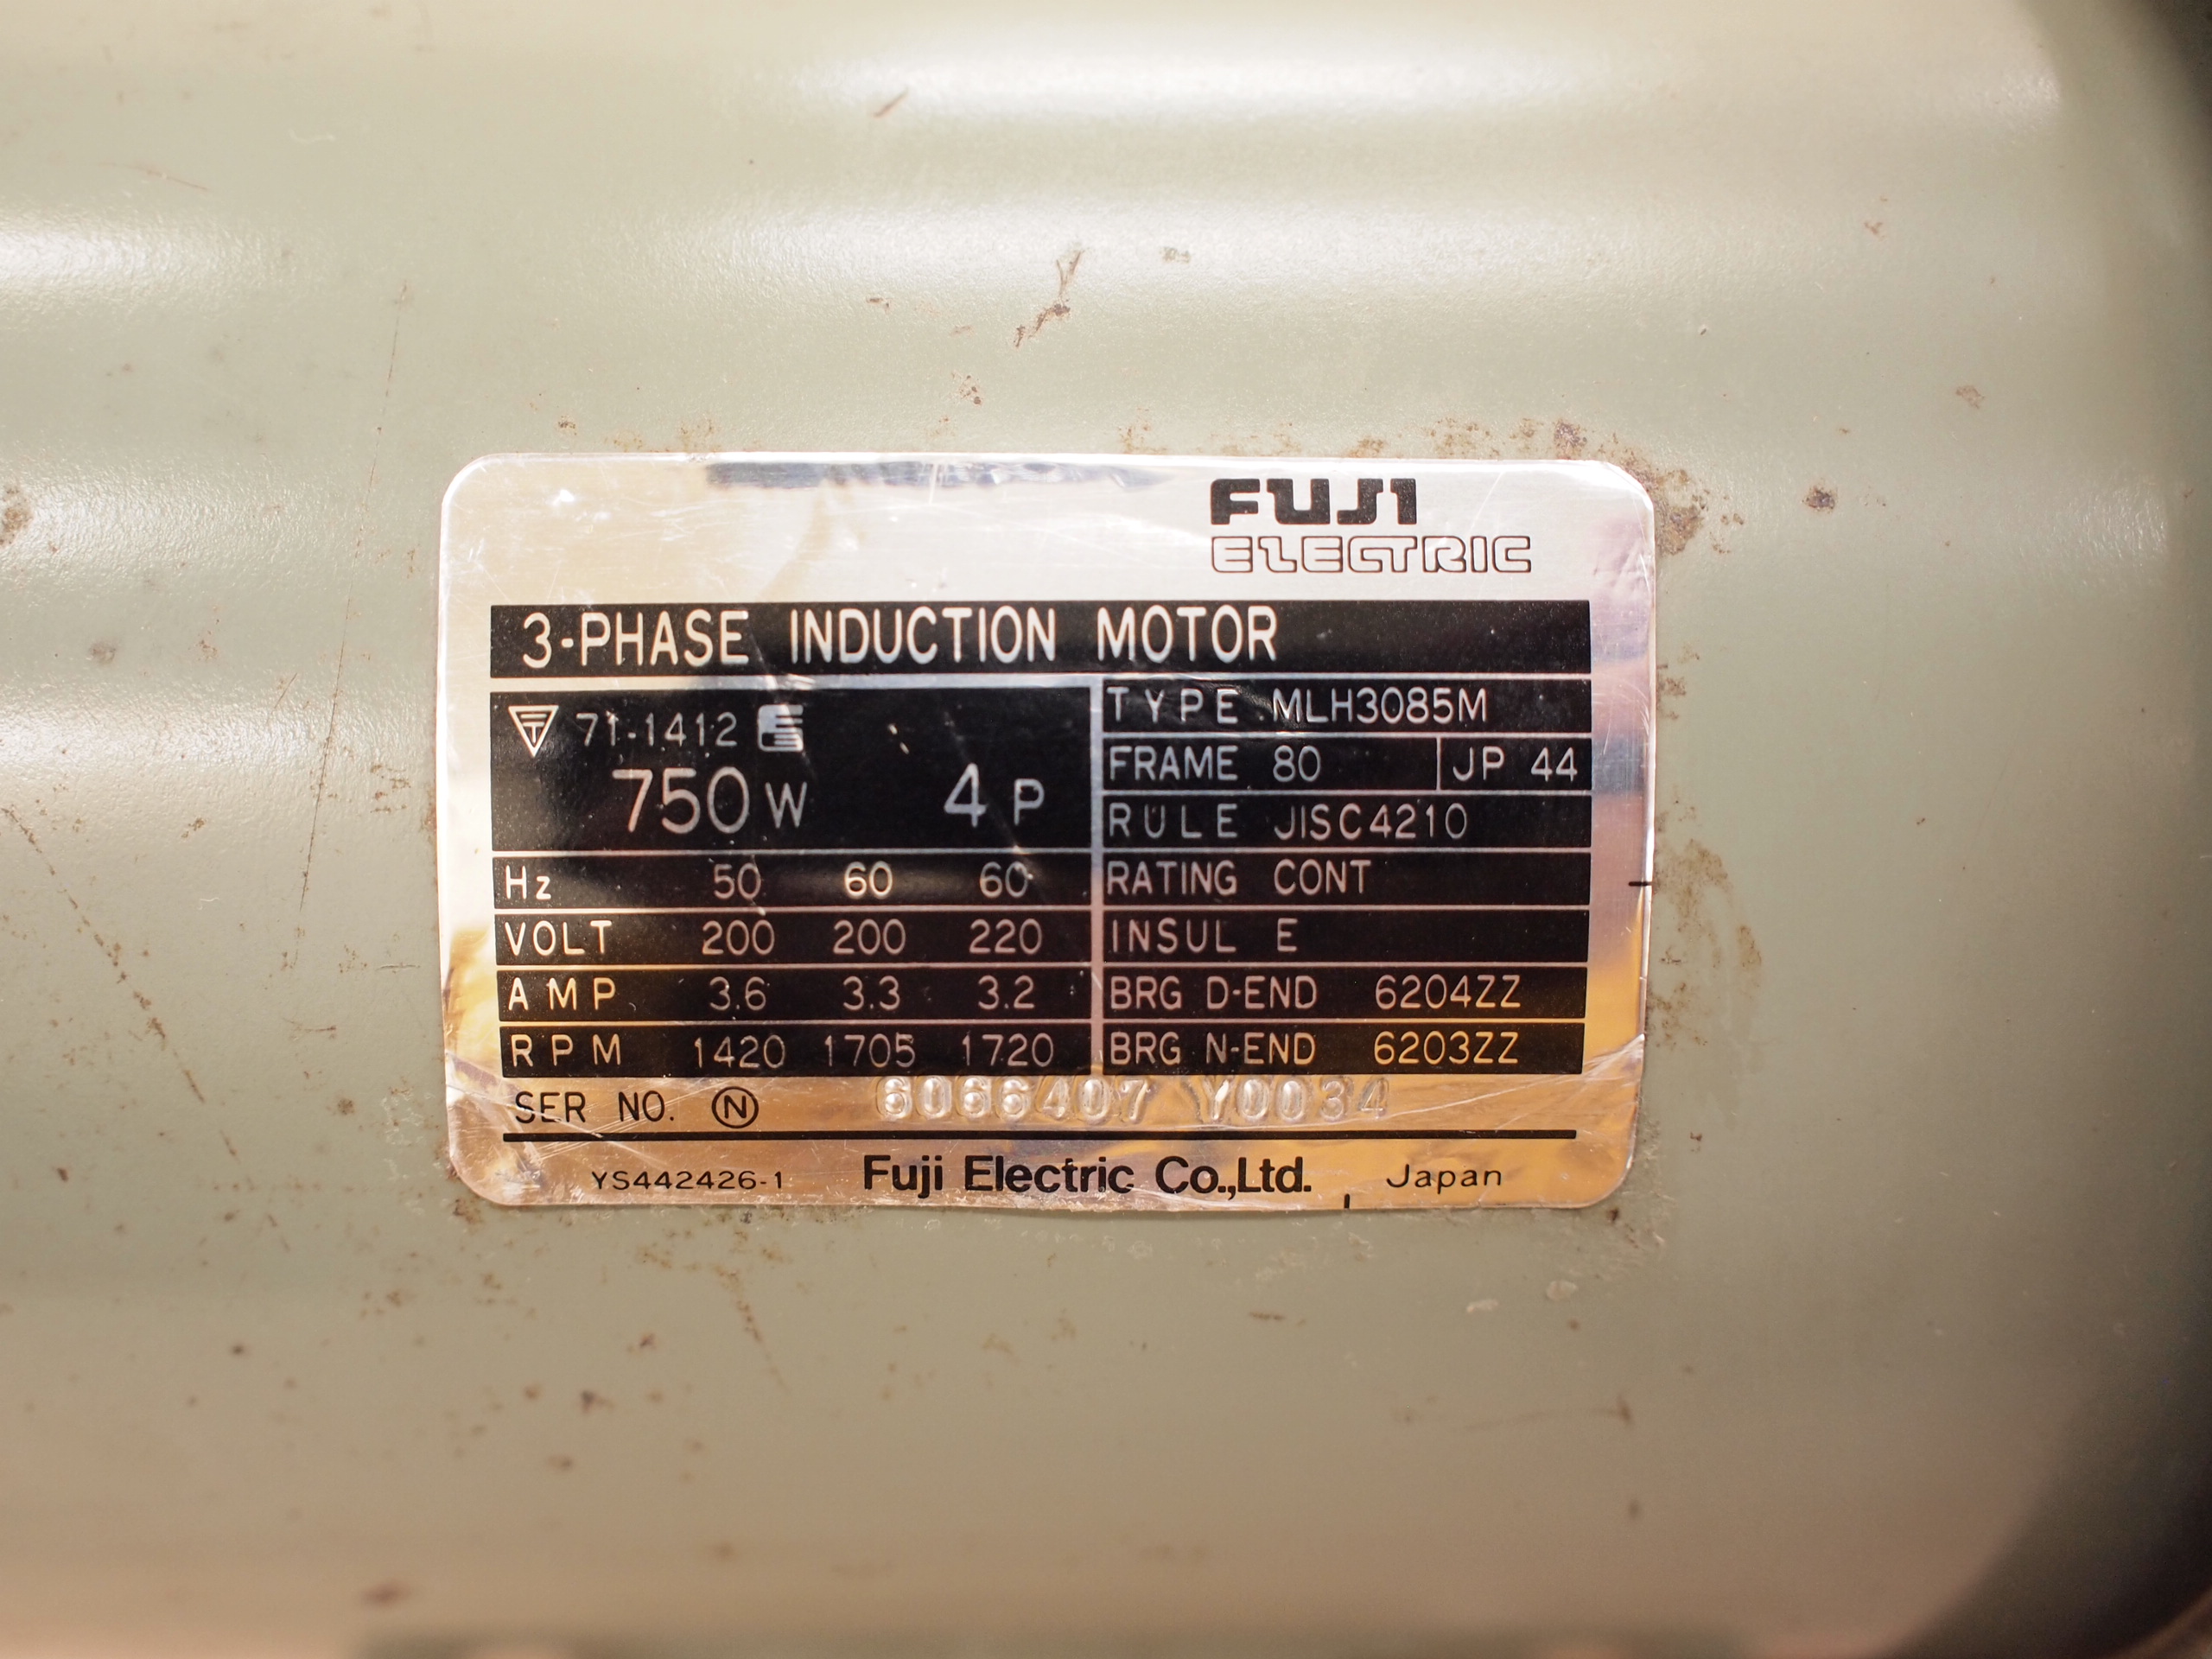 FUJI
ELECTRIC
3-PHASE INDUCTION MOTOR
71-1412
750 W 4 P
Hz 50 60 60
VOLT 200 200 220
AMP 3.6 3.3 3.2
RPM 1420 1705 1720
TYPE MLH3085M
FRAME 80 JP 44
RULE JISC4210
RATING CONT
INSUL E
BRG D-END 6204ZZ
BRG N-END 6203ZZ
SER NO. N 6066407 Y0034
YS442426-1 Fuji Electric Co.,Ltd. Japan